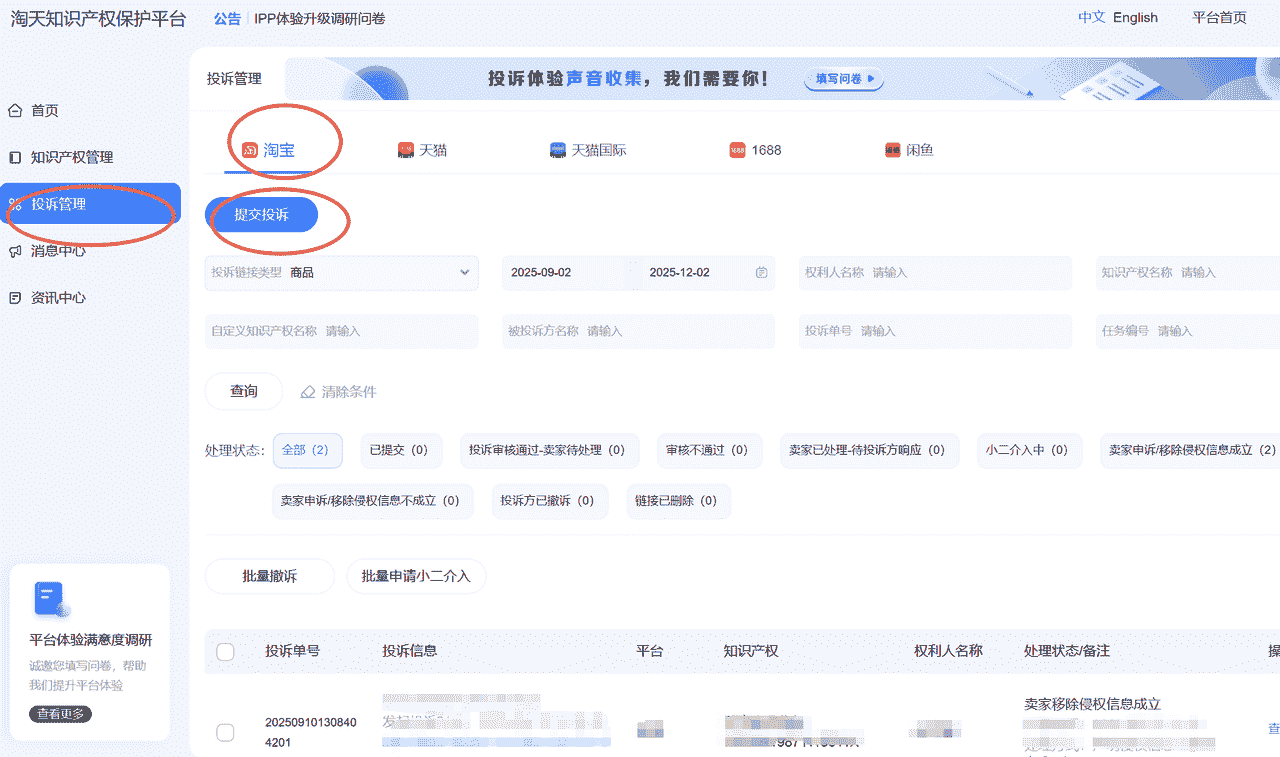 淘天知识产权保护平台 公告 IPP体验升级调研问卷 中文 English 平台首页
投诉管理 投诉体验声音收集，我们需要你！ 填写问卷
首页
知识产权管理
投诉管理
消息中心
资讯中心
淘宝 天猫 天猫国际 1688 闲鱼
提交投诉
投诉链接类型 商品 2025-09-02 2025-12-02 权利人名称 请输入 知识产权名称 请输入
自定义知识产权名称 请输入 被投诉方名称 请输入 投诉单号 请输入 任务编号 请输入
查询 清除条件
处理状态： 全部（2） 已提交（0） 投诉审核通过-卖家待处理（0） 审核不通过（0） 卖家已处理-待投诉方响应（0） 小二介入中（0） 卖家申诉/移除侵权信息成立（2）
卖家申诉/移除侵权信息不成立（0） 投诉方已撤诉（0） 链接已删除（0）
批量撤诉 批量申请小二介入
平台体验满意度调研
诚邀您填写问卷，帮助
我们提升平台体验
查看更多
投诉单号 投诉信息 平台 知识产权 权利人名称 处理状态/备注
20250910130840
4201
卖家移除侵权信息成立